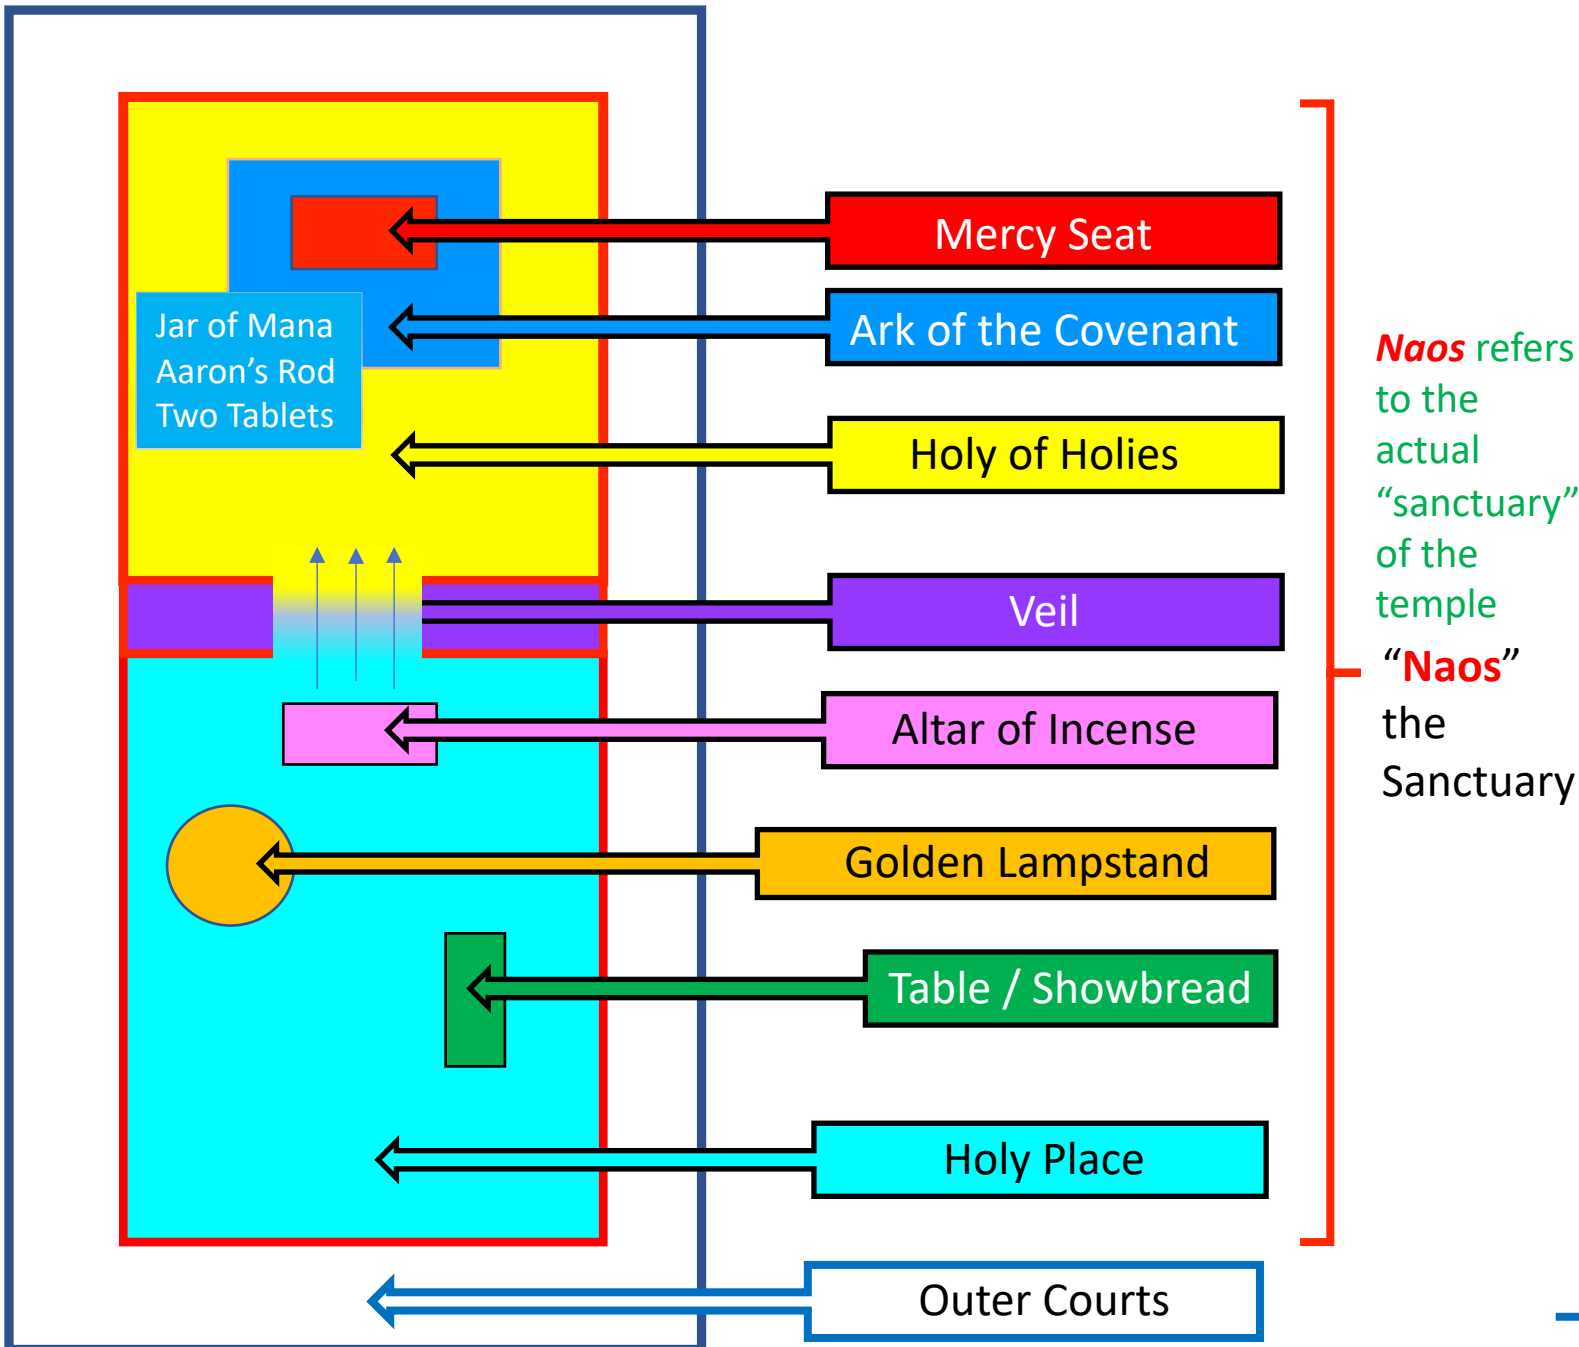 Mercy Seat
Ark of the Covenant
Jar of Mana
Aaron’s Rod
Two Tablets
Holy of Holies
Veil
Altar of Incense
Golden Lampstand
Table / Showbread
Holy Place
Outer Courts
Naos refers
to the
actual
“sanctuary”
of the
temple
“Naos”
the
Sanctuary